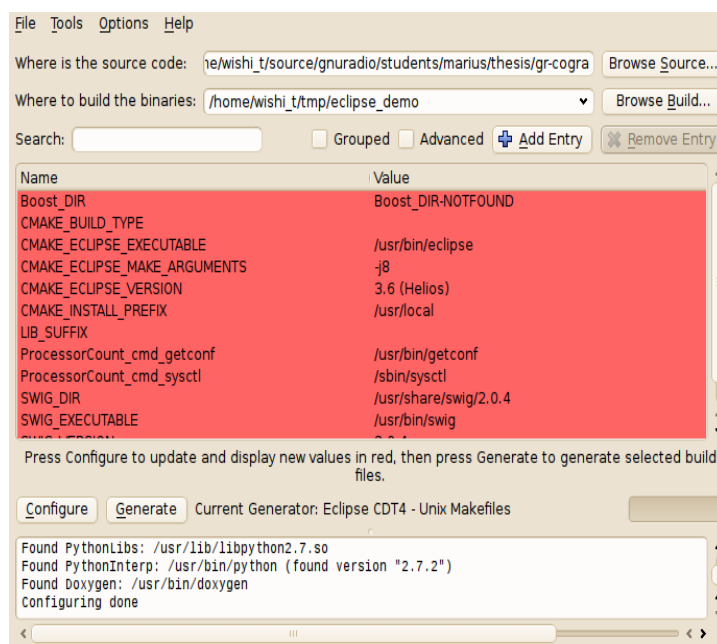 File Tools Options Help
Where is the source code: ne/wishi_t/source/gnuradio/students/marius/thesis/gr-cogra Browse Source...
Where to build the binaries: /home/wishi_t/tmp/eclipse_demo Browse Build...
Search: Grouped Advanced Add Entry Remove Entry
Name Value
Boost_DIR Boost_DIR-NOTFOUND
CMAKE_BUILD_TYPE
CMAKE_ECLIPSE_EXECUTABLE /usr/bin/eclipse
CMAKE_ECLIPSE_MAKE_ARGUMENTS -j8
CMAKE_ECLIPSE_VERSION 3.6 (Helios)
CMAKE_INSTALL_PREFIX /usr/local
LIB_SUFFIX
ProcessorCount_cmd_getconf /usr/bin/getconf
ProcessorCount_cmd_sysctl /sbin/sysctl
SWIG_DIR /usr/share/swig/2.0.4
SWIG_EXECUTABLE /usr/bin/swig
Press Configure to update and display new values in red, then press Generate to generate selected build
files.
Configure Generate Current Generator: Eclipse CDT4 - Unix Makefiles
Found PythonLibs: /usr/lib/libpython2.7.so
Found PythonInterp: /usr/bin/python (found version "2.7.2")
Found Doxygen: /usr/bin/doxygen
Configuring done